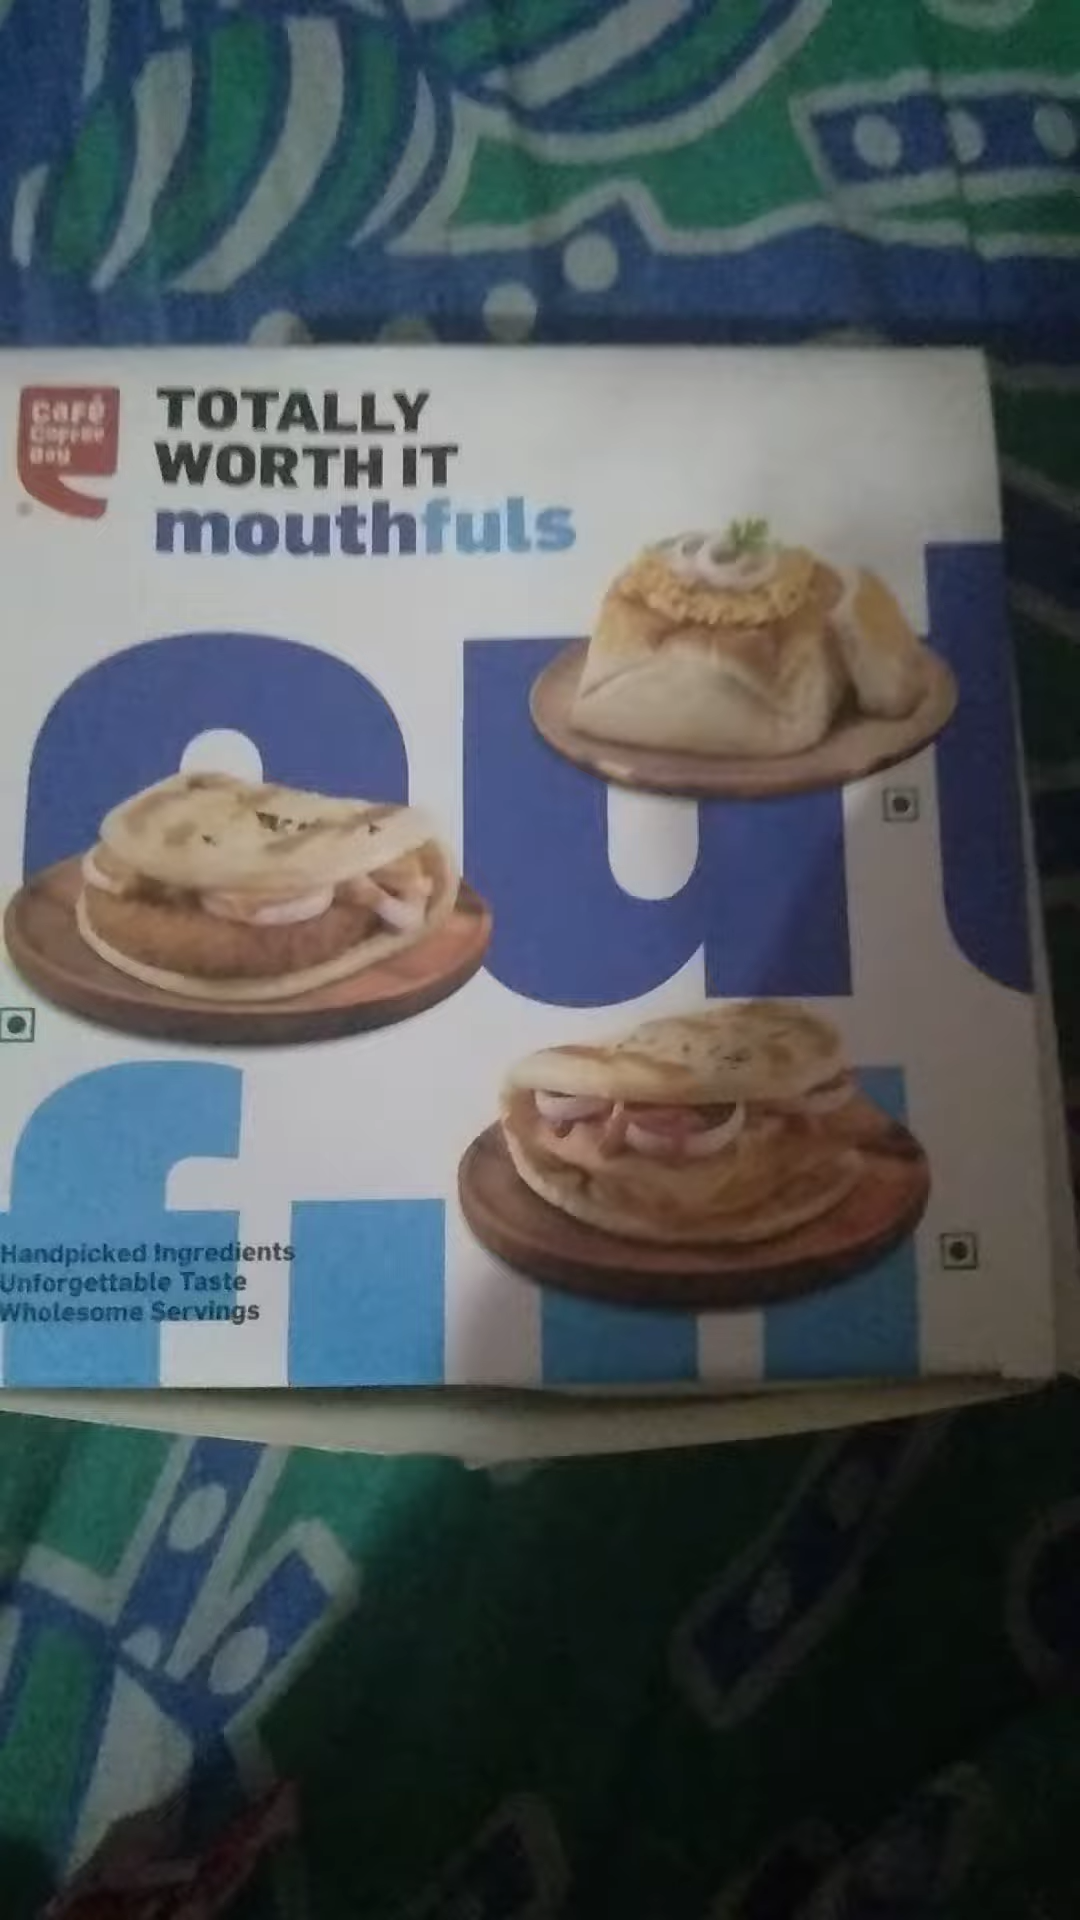 Café
Coffee
Day
TOTALLY
WORTH IT
mouthfuls
Handpicked Ingredients
Unforgettable Taste
Wholesome Servings